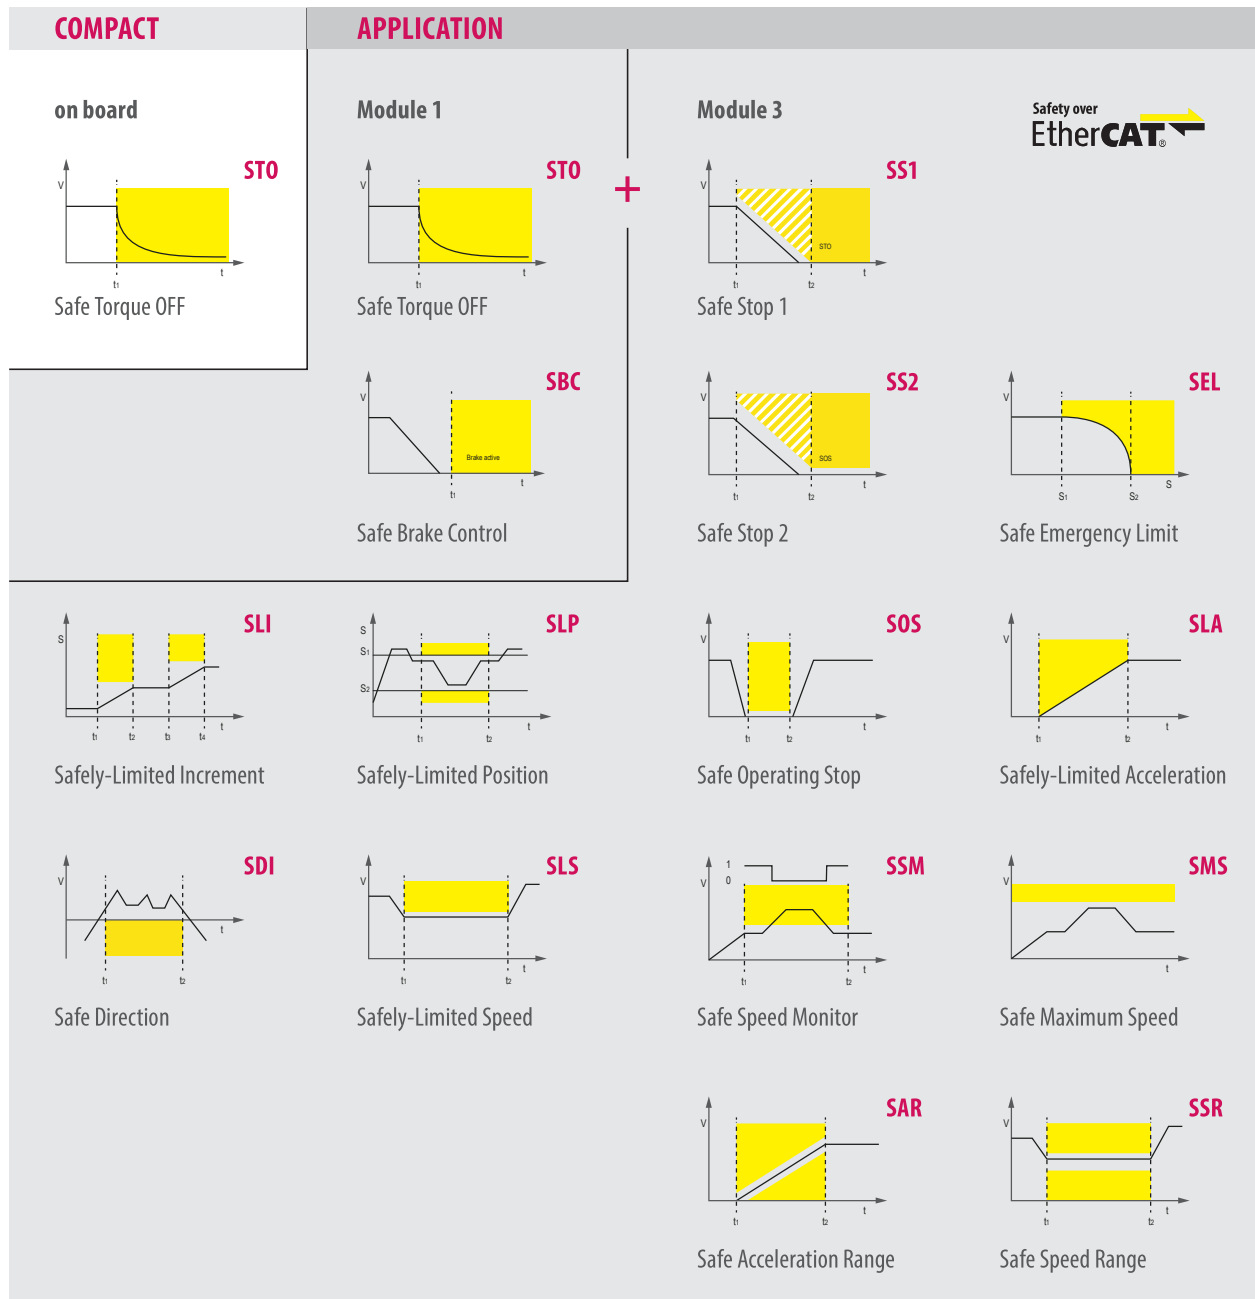 COMPACT
APPLICATION
on board
Module 1
Module 3
Safety over
EtherCAT®
V
STO
t
t1
Safe Torque OFF
V
STO
t
t1
Safe Torque OFF
+
V
SS1
STO
t
t1
t2
Safe Stop 1
V
SBC
Brake active
t
t1
Safe Brake Control
V
SS2
SOS
t
t1
t2
Safe Stop 2
V
SEL
S
S1
S2
Safe Emergency Limit
S
SLI
t
t1
t2
t3
t4
Safely-Limited Increment
S
S1
S2
SLP
t
t1
t2
Safely-Limited Position
V
SOS
t
t1
t2
Safe Operating Stop
V
SLA
t
t1
t2
Safely-Limited Acceleration
V
SDI
t
t1
t2
Safe Direction
V
SLS
t
t1
t2
Safely-Limited Speed
1
0
V
SSM
t
t1
t2
Safe Speed Monitor
V
SMS
t
Safe Maximum Speed
V
SAR
t
t1
t2
Safe Acceleration Range
V
SSR
t
t1
t2
Safe Speed Range